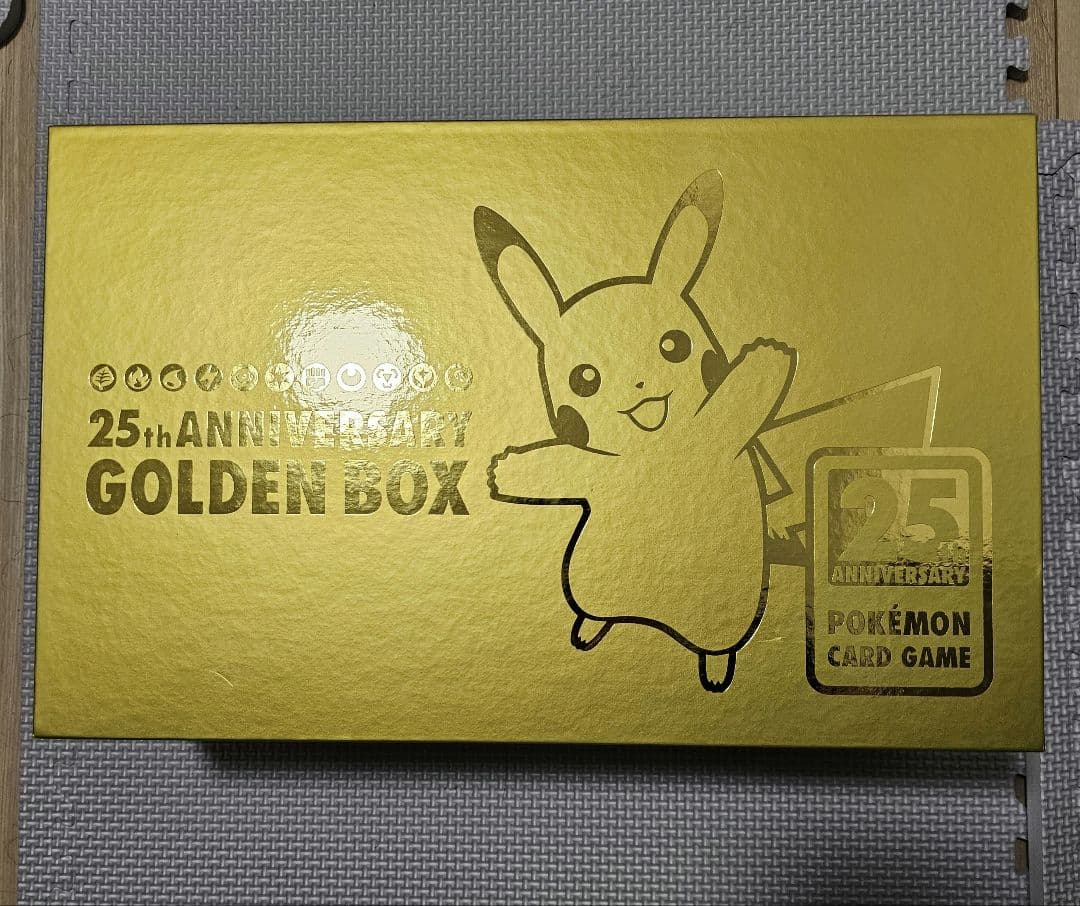 25th ANNIVERSARY
GOLDEN BOX
25TH
ANNIVERSARY
POKÉMON
CARD GAME